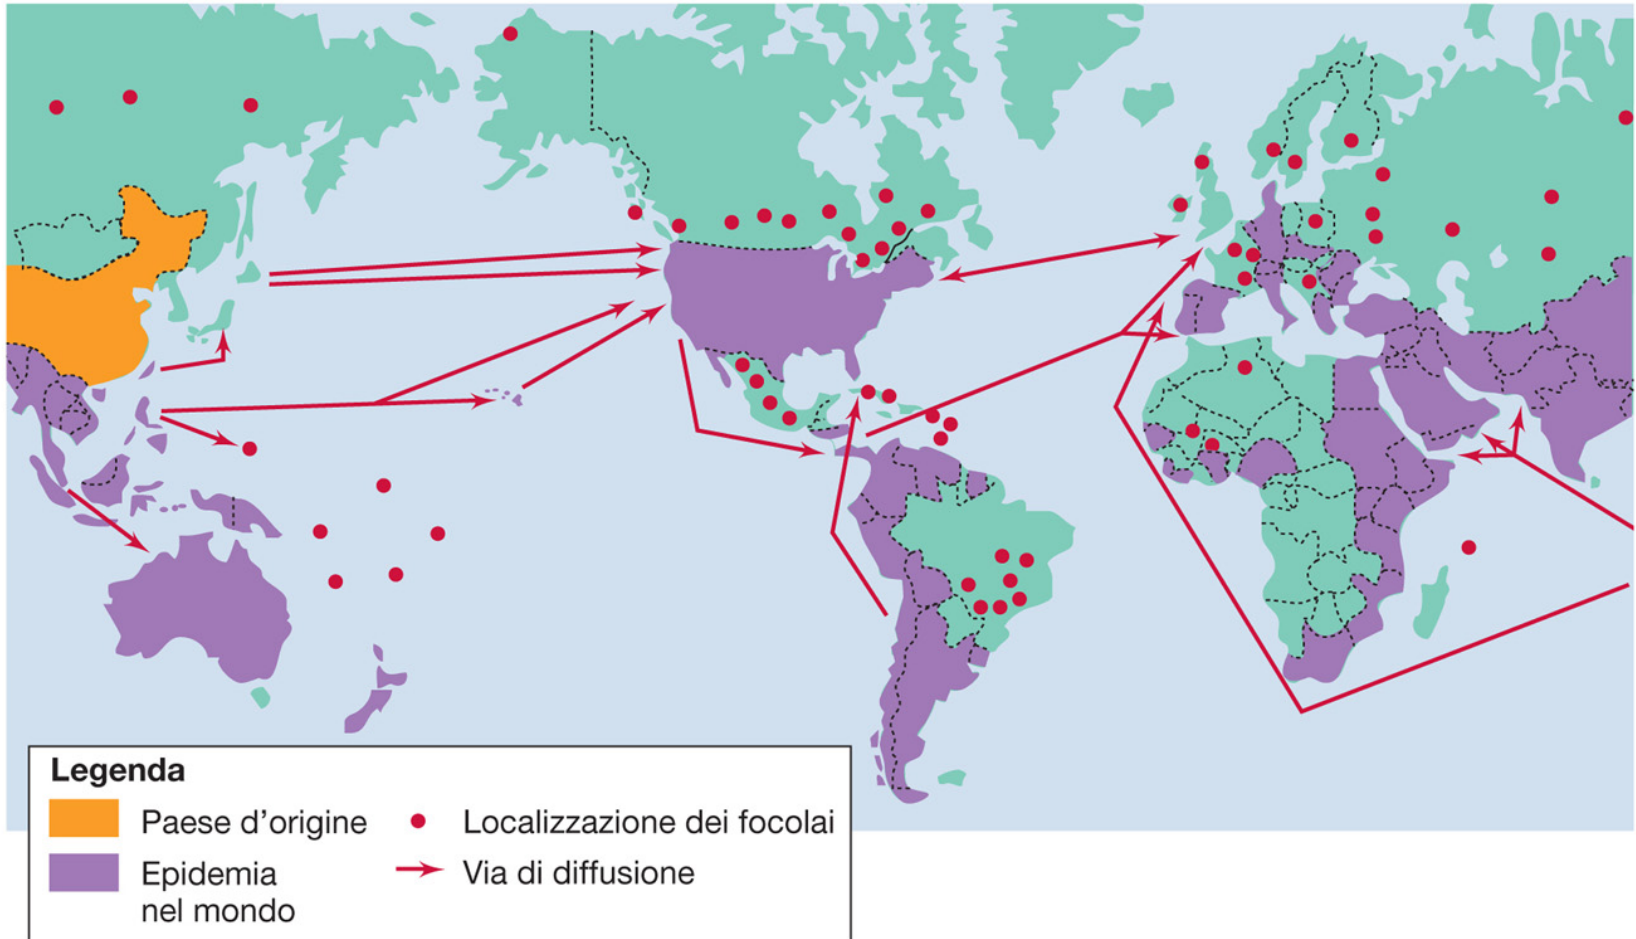 Legenda
Paese d'origine
Localizzazione dei focolai
Epidemia
nel mondo
Via di diffusione